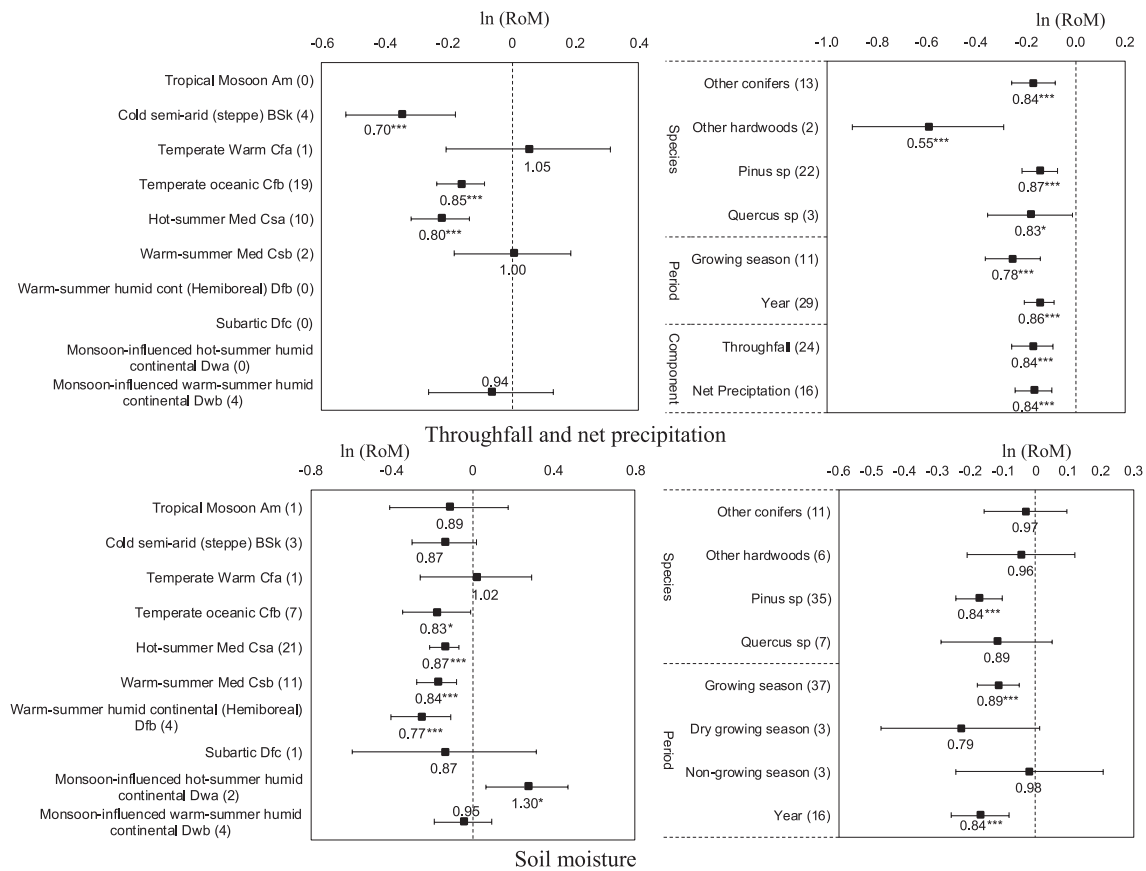 ln (RoM)
-0.6 -0.4 -0.2 0 0.2 0.4
Tropical Mosoon Am (0)
Cold semi-arid (steppe) BSk (4)
0.70***
Temperate Warm Cfa (1)
1.05
Temperate oceanic Cfb (19)
0.85***
Hot-summer Med Csa (10)
0.80***
Warm-summer Med Csb (2)
1.00
Warm-summer humid cont (Hemiboreal) Dfb (0)
Subartic Dfc (0)
Monsoon-influenced hot-summer humid
continental Dwa (0)
Monsoon-influenced warm-summer humid
continental Dwb (4)
0.94
ln (RoM)
-1.0 -0.8 -0.6 -0.4 -0.2 0.0 0.2
Species
Other conifers (13)
0.84***
Other hardwoods (2)
0.55***
Pinus sp (22)
0.87***
Quercus sp (3)
0.83*
Period
Growing season (11)
0.78***
Year (29)
0.86***
Component
Throughfall (24)
0.84***
Net Preciptation (16)
0.84***
Throughfall and net precipitation
ln (RoM)
-0.8 -0.4 0 0.4 0.8
Tropical Mosoon Am (1)
0.89
Cold semi-arid (steppe) BSk (3)
0.87
Temperate Warm Cfa (1)
1.02
Temperate oceanic Cfb (7)
0.83*
Hot-summer Med Csa (21)
0.87***
Warm-summer Med Csb (11)
0.84***
Warm-summer humid continental (Hemiboreal)
Dfb (4)
0.77***
Subartic Dfc (1)
0.87
Monsoon-influenced hot-summer humid
continental Dwa (2)
1.30*
Monsoon-influenced warm-summer humid
continental Dwb (4)
0.95
ln (RoM)
-0.6 -0.5 -0.4 -0.3 -0.2 -0.1 0 0.1 0.2 0.3
Species
Other conifers (11)
0.97
Other hardwoods (6)
0.96
Pinus sp (35)
0.84***
Quercus sp (7)
0.89
Period
Growing season (37)
0.89***
Dry growing season (3)
0.79
Non-growing season (3)
0.98
Year (16)
0.84***
Soil moisture